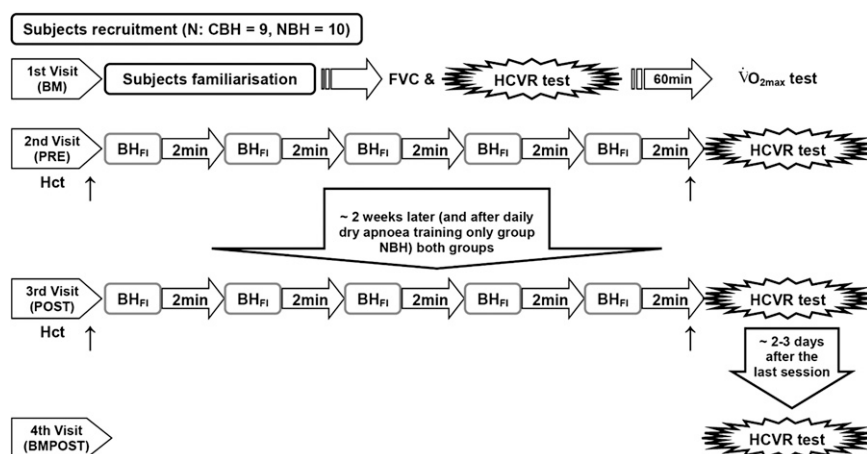 Subjects recruitment (N: CBH = 9, NBH = 10)
1st Visit
(BM)
Subjects familiarisation
FVC &
HCVR test
60min
V̇O2max test
2nd Visit
(PRE)
BHFI
2min
BHFI
2min
BHFI
2min
BHFI
2min
BHFI
2min
HCVR test
Hct
~ 2 weeks later (and after daily
dry apnoea training only group
NBH) both groups
3rd Visit
(POST)
BHFI
2min
BHFI
2min
BHFI
2min
BHFI
2min
BHFI
2min
HCVR test
Hct
~ 2-3 days
after the
last session
4th Visit
(BMPOST)
HCVR test